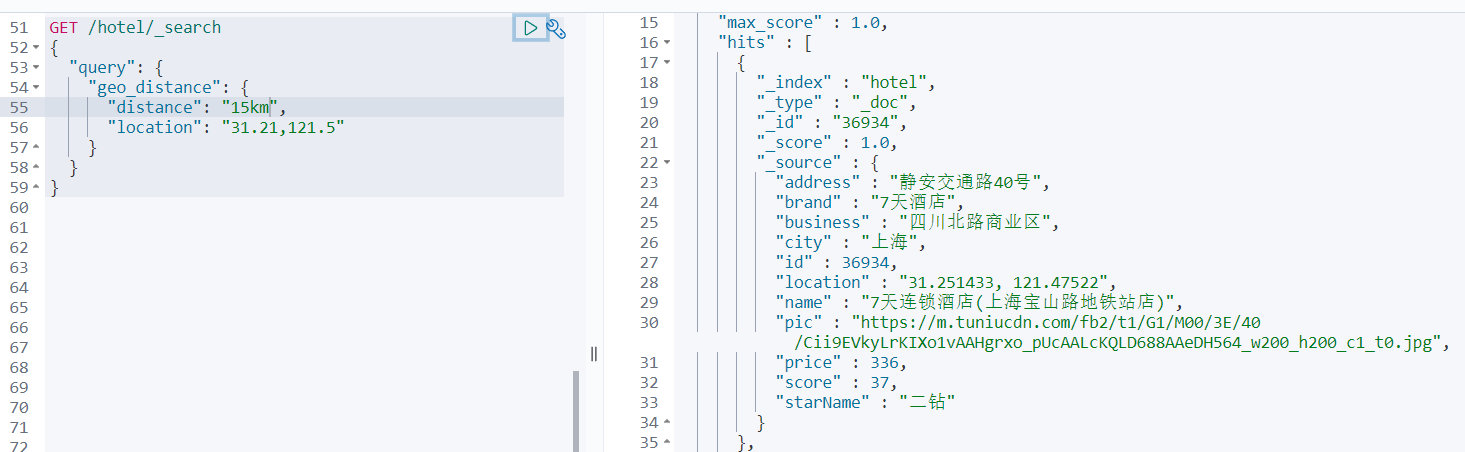 51 GET /hotel/_search
52 {
53 "query": {
54 "geo_distance": {
55 "distance": "15km",
56 "location": "31.21,121.5"
57 }
58 }
59 }
60
61
62
63
64
65
66
67
68
69
70
71
72
15 "max_score" : 1.0,
16 "hits" : [
17 {
18 "_index" : "hotel",
19 "_type" : "_doc",
20 "_id" : "36934",
21 "_score" : 1.0,
22 "_source" : {
23 "address" : "静安交通路40号",
24 "brand" : "7天酒店",
25 "business" : "四川北路商业区",
26 "city" : "上海",
27 "id" : 36934,
28 "location" : "31.251433, 121.47522",
29 "name" : "7天连锁酒店(上海宝山路地铁站店)",
30 "pic" : "https://m.tuniucdn.com/fb2/t1/G1/M00/3E/40
/Cii9EVkyLrKIXo1vAAHgrxo_pUcAALcKQLD688AAeDH564_w200_h200_c1_t0.jpg",
31 "price" : 336,
32 "score" : 37,
33 "starName" : "二钻"
34 }
35 },